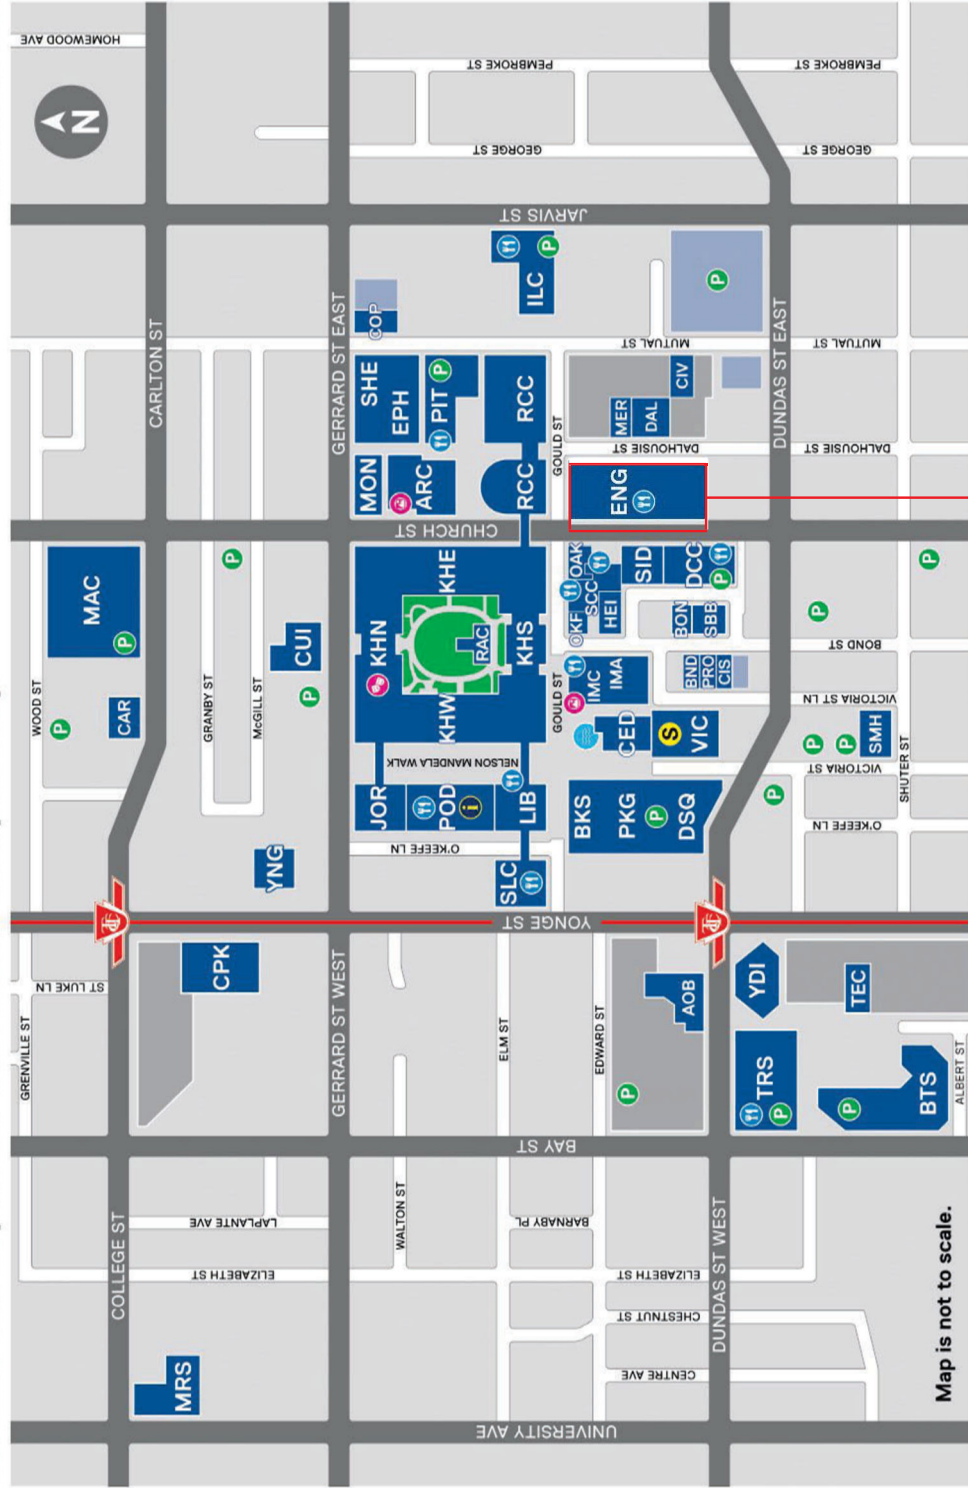 HOMEWOOD AVE
PEMBROKE ST
PEMBROKE ST
N
GEORGE ST
GEORGE ST
JARVIS ST
CARLTON ST
GERRARD ST EAST
DUNDAS ST EAST
ILC
P
P
COP
MUTUAL ST
MUTUAL ST
SHE
EPH
PIT
P
RCC
CIV
MER
DAL
GOULD ST
DALHOUSIE ST
DALHOUSIE ST
MON
ARC
RCC
ENG
CHURCH ST
MAC
P
P
KHE
KHN
RAC
KHS
KHW
OAK
SCC
OKF
HEI
SID
DCC
P
BON
SBB
P
P
BOND ST
WOOD ST
CAR
P
GRANBY ST
McGILL ST
CUI
P
GOULD ST
IMC
IMA
BND
PRO
CIS
VICTORIA ST LN
CED
S
VIC
P
P
SMH
VICTORIA ST
SHUTER ST
NELSON MANDELA WALK
JOR
POD
i
LIB
BKS
PKG
P
DSQ
P
O'KEEFE LN
O'KEEFE LN
YNG
SLC
YONGE ST
TTC
TTC
ST LUKE LN
CPK
GRENVILLE ST
GERRARD ST WEST
ELM ST
EDWARD ST
AOB
P
YDI
TEC
TRS
P
P
BTS
ALBERT ST
BAY ST
COLLEGE ST
LAPLANTE AVE
WALTON ST
BARNABY PL
DUNDAS ST WEST
ELIZABETH ST
ELIZABETH ST
CHESTNUT ST
CENTRE AVE
MRS
UNIVERSITY AVE
Map is not to scale.